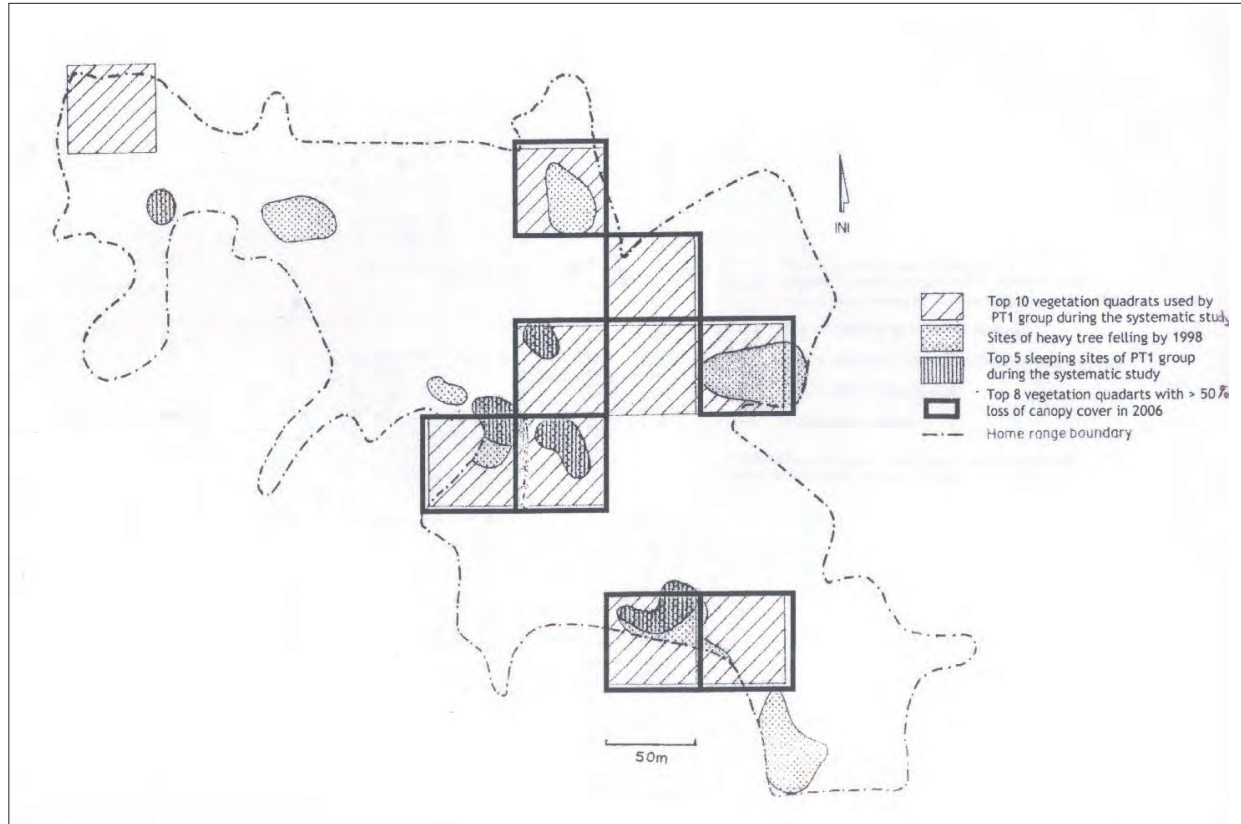 INI
Top 10 vegetation quadrats used by
PT1 group during the systematic study
Sites of heavy tree felling by 1998
Top 5 sleeping sites of PT1 group
during the systematic study
Top 8 vegetation quadarts with > 50%
loss of canopy cover in 2006
Home range boundary
50m